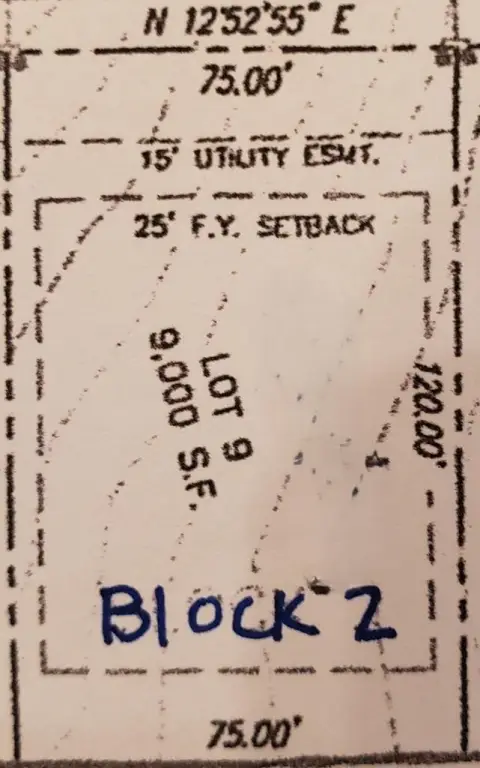 N 12°52'55" E
75.00'
15' UTILITY ESMT.
25' F.Y. SETBACK
LOT 9
9,000 S.F.
120.00'
Block 2
75.00'